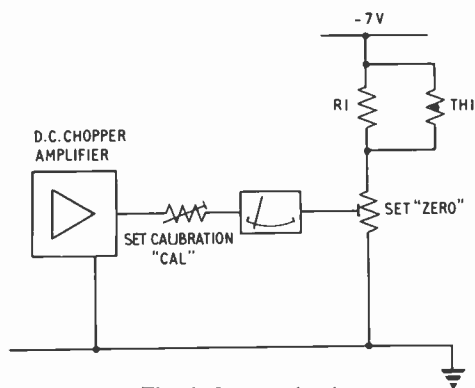 -7V
R1
TH1
D.C. CHOPPER
AMPLIFIER
SET "ZERO"
SET CALIBRATION
"CAL"